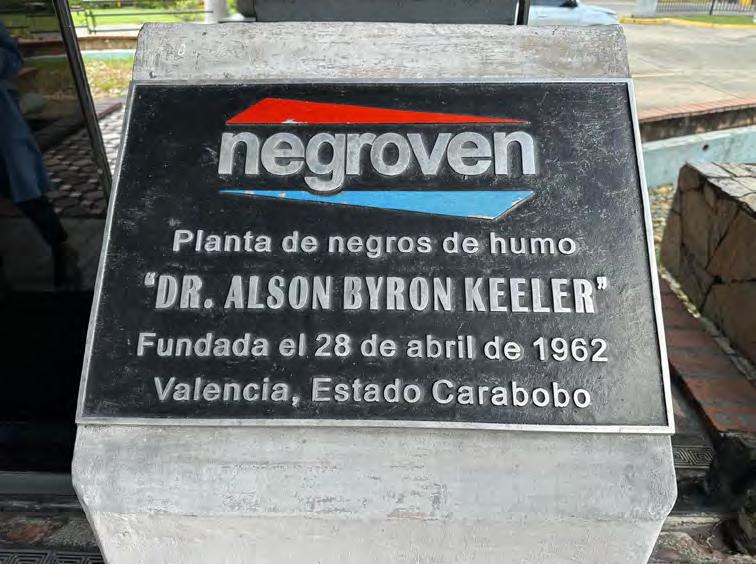 negroven
Planta de negros de humo
"DR. ALSON BYRON KEELER"
Fundada el 28 de abril de 1962
Valencia, Estado Carabobo